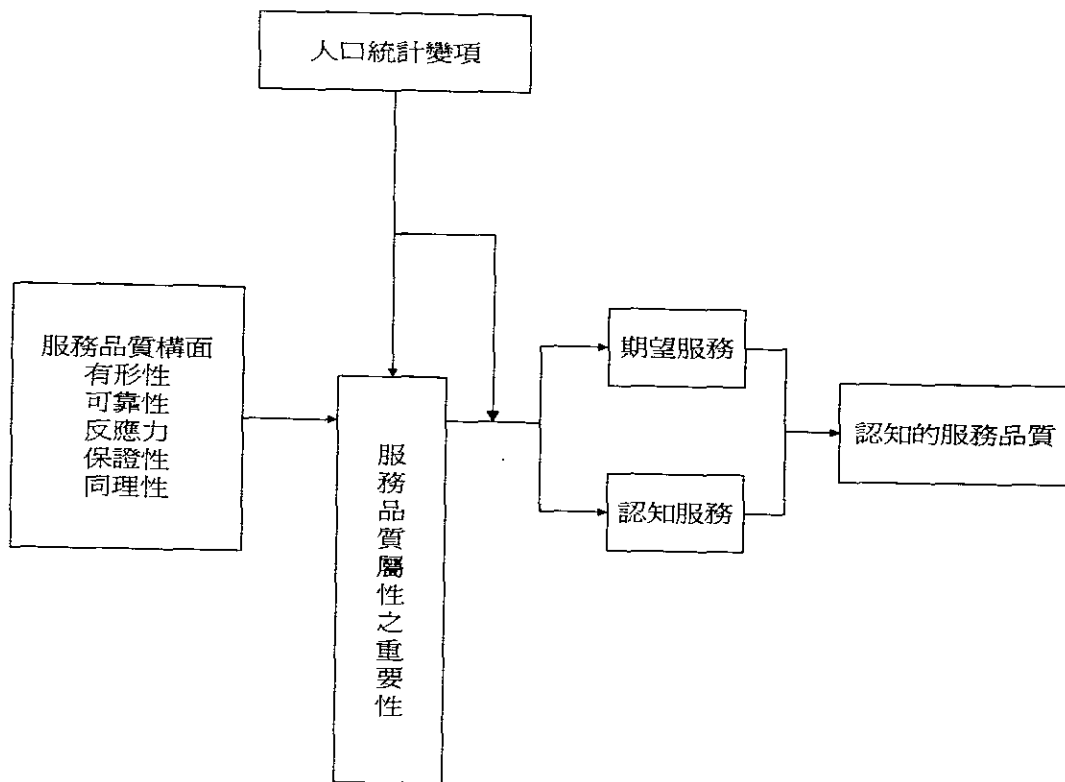 人口統計變項
服務品質構面
有形性
可靠性
反應力
保證性
同理性
服務品質屬性之重要性
期望服務
認知服務
認知的服務品質